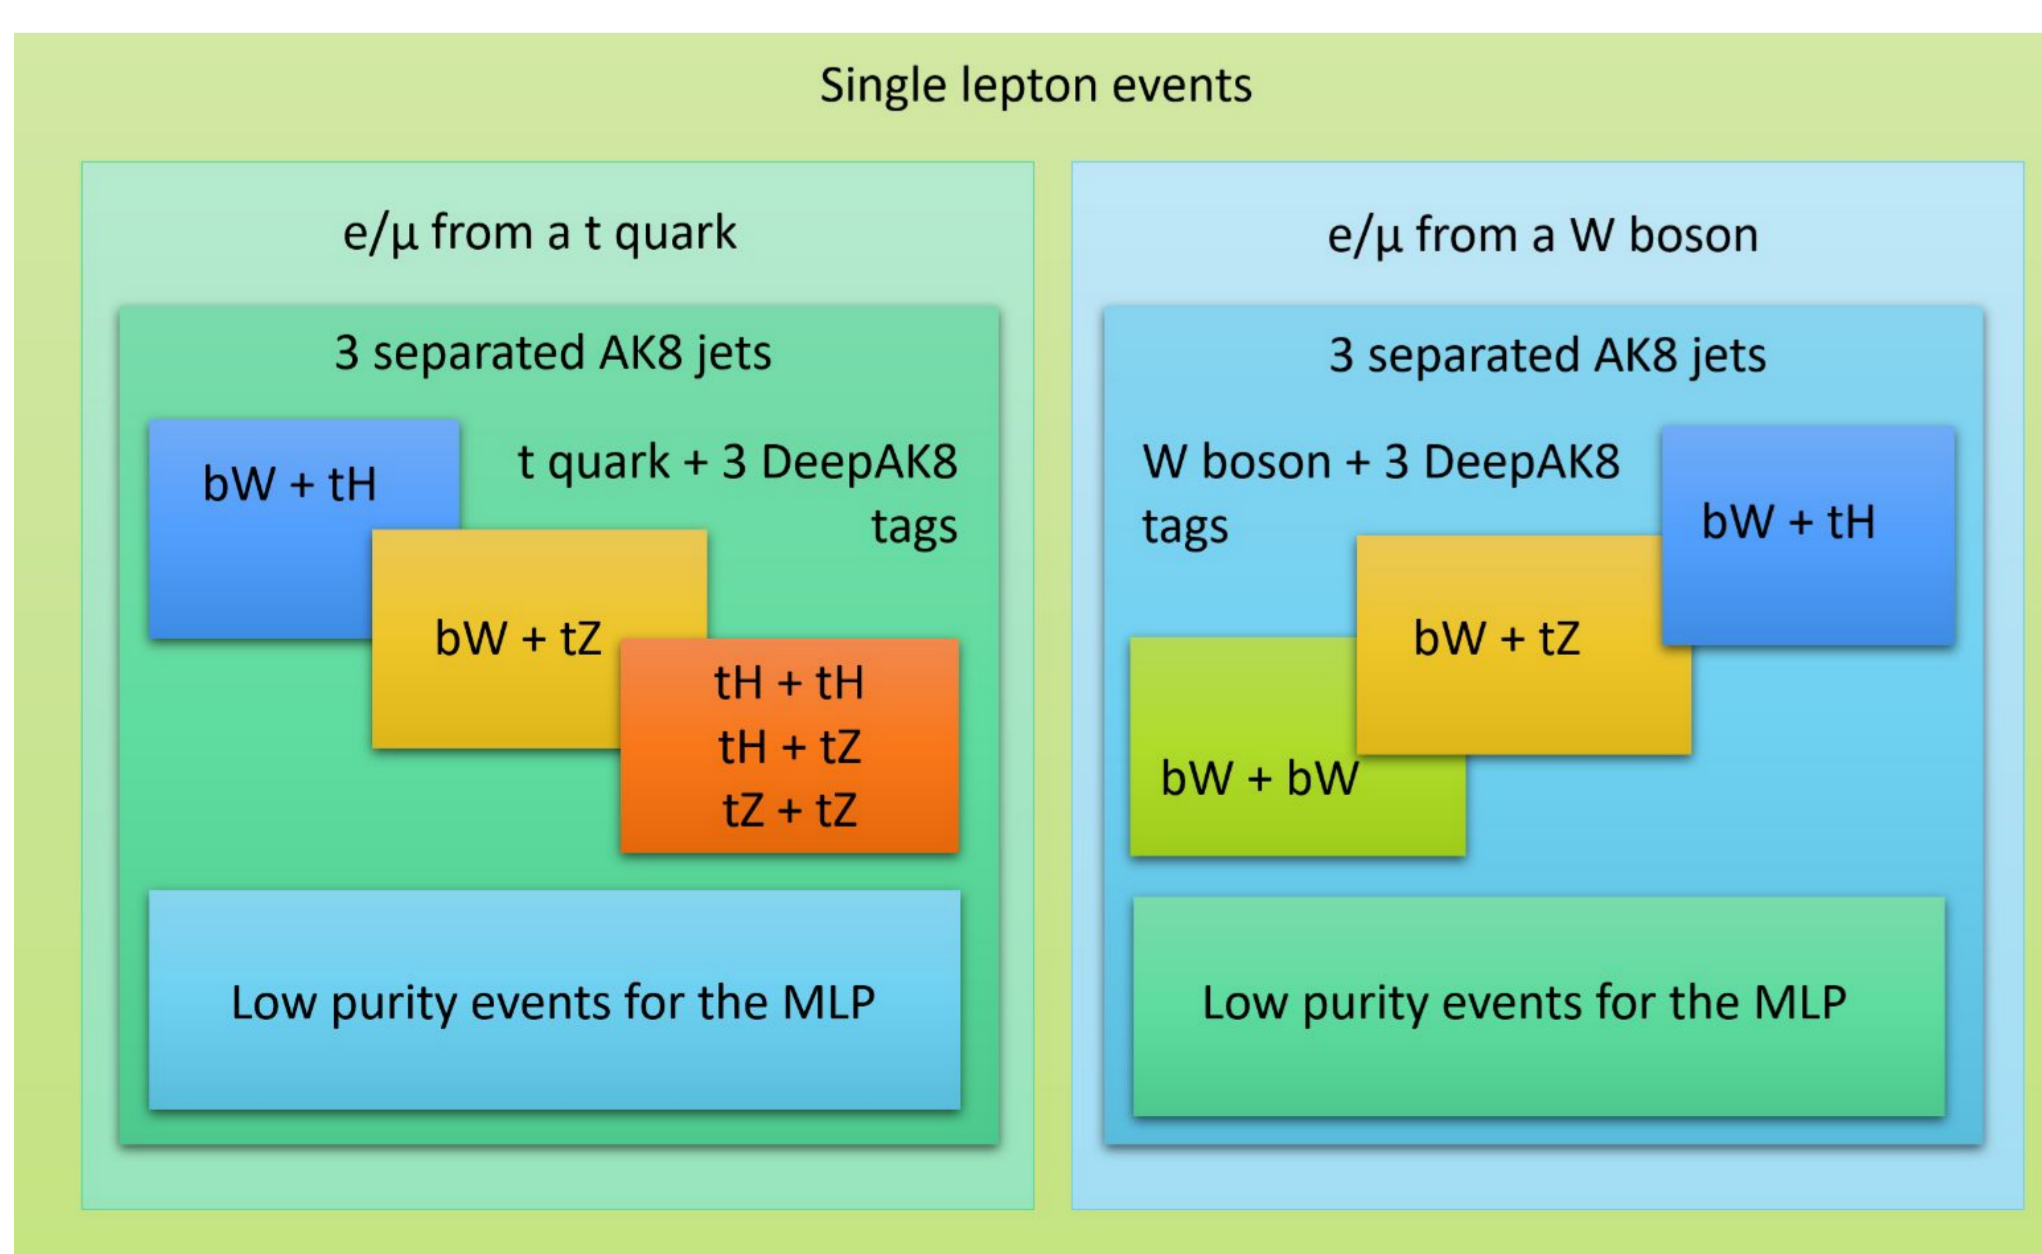 Single lepton events
e/μ from a t quark
3 separated AK8 jets
bW + tH
t quark + 3 DeepAK8
tags
bW + tZ
tH + tH
tH + tZ
tZ + tZ
Low purity events for the MLP
e/μ from a W boson
3 separated AK8 jets
W boson + 3 DeepAK8
tags
bW + tH
bW + tZ
bW + bW
Low purity events for the MLP